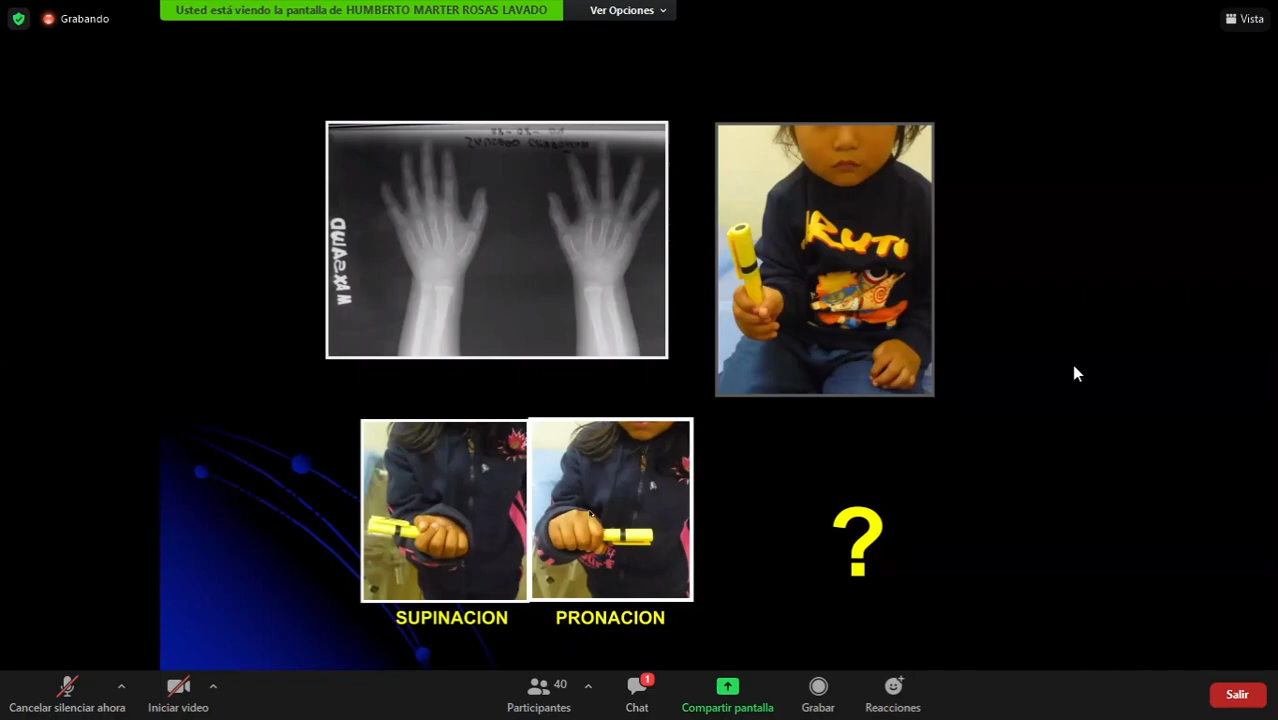 Grabando
Usted está viendo la pantalla de HUMBERTO MARTER ROSAS LAVADO
Ver Opciones
Vista
RUTO
SUPINACION
PRONACION
?
Cancelar silenciar ahora
Iniciar video
40
Participantes
1
Chat
Compartir pantalla
Grabar
Reacciones
Salir